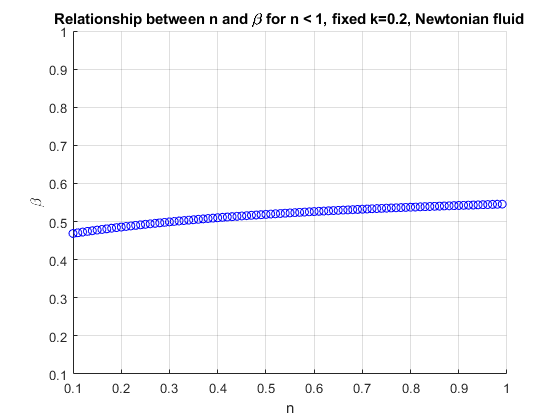 Relationship between n and β for n < 1, fixed k=0.2, Newtonian fluid
1
0.9
0.8
0.7
0.6
0.5
0.4
0.3
0.2
0.1
β
0.1 0.2 0.3 0.4 0.5 0.6 0.7 0.8 0.9 1
n